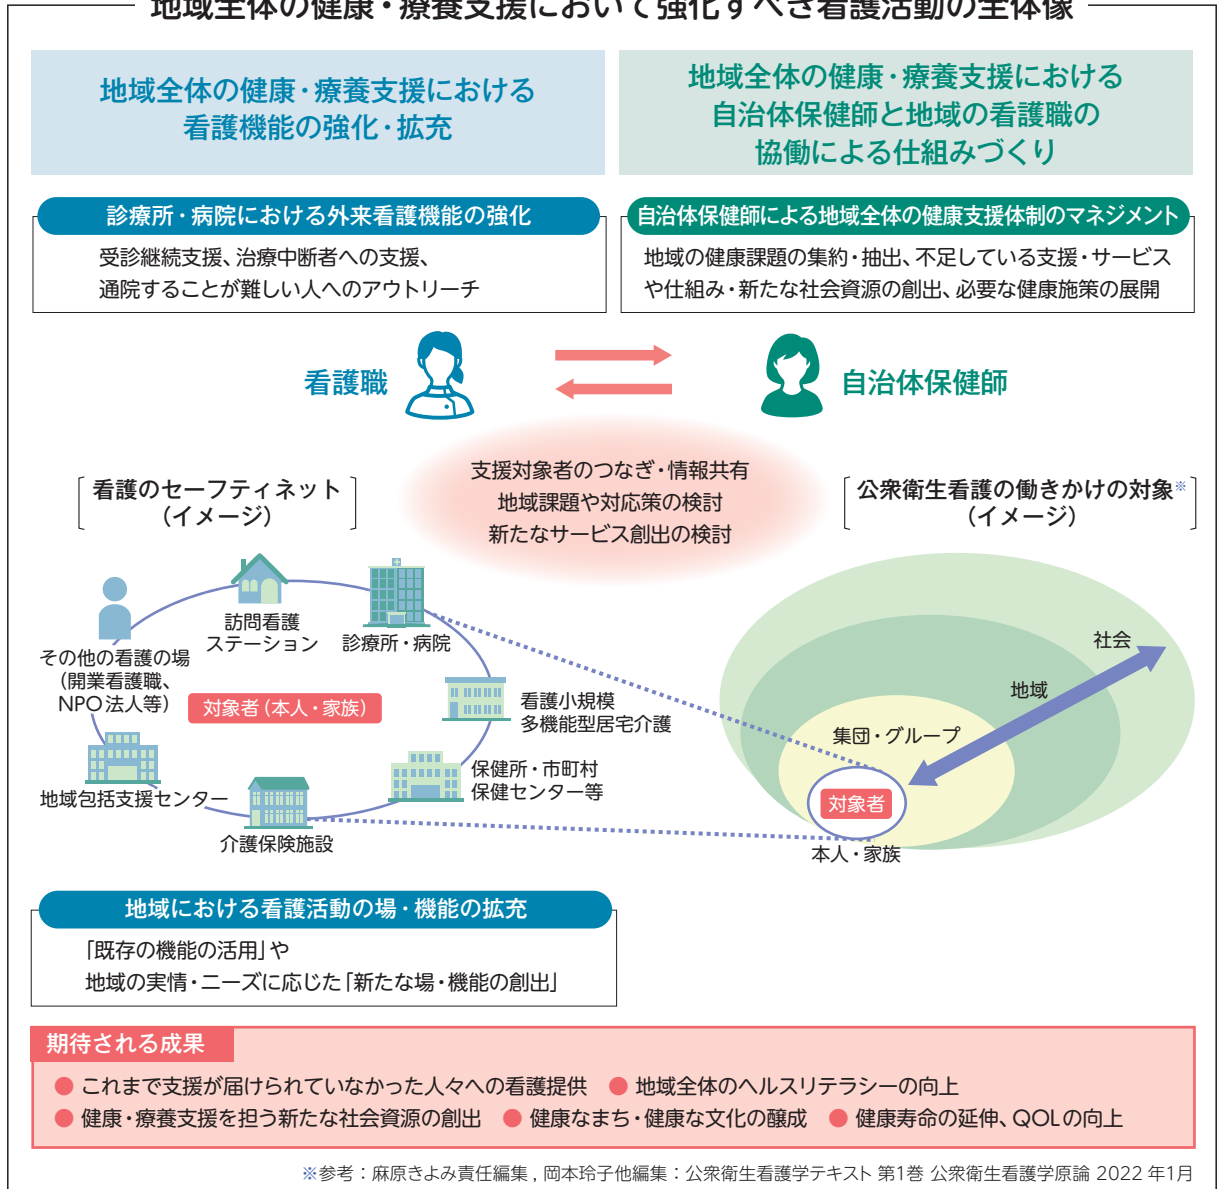 地域全体の健康・療養支援において強化すべき看護活動の全体像
地域全体の健康・療養支援における
看護機能の強化・拡充
地域全体の健康・療養支援における
自治体保健師と地域の看護職の
協働による仕組みづくり
診療所・病院における外来看護機能の強化
受診継続支援、治療中断者への支援、
通院することが難しい人へのアウトリーチ
自治体保健師による地域全体の健康支援体制のマネジメント
地域の健康課題の集約・抽出、不足している支援・サービス
や仕組み・新たな社会資源の創出、必要な健康施策の展開
看護職
自治体保健師
支援対象者のつなぎ・情報共有
地域課題や対応策の検討
新たなサービス創出の検討
看護のセーフティネット
（イメージ）
公衆衛生看護の働きかけの対象※
（イメージ）
訪問看護
ステーション
診療所・病院
その他の看護の場
（開業看護職、
NPO法人等）
対象者（本人・家族）
看護小規模
多機能型居宅介護
保健所・市町村
保健センター等
地域包括支援センター
介護保険施設
社会
地域
集団・グループ
対象者
本人・家族
地域における看護活動の場・機能の拡充
「既存の機能の活用」や
地域の実情・ニーズに応じた「新たな場・機能の創出」
期待される成果
● これまで支援が届けられていなかった人々への看護提供 ● 地域全体のヘルスリテラシーの向上
● 健康・療養支援を担う新たな社会資源の創出 ● 健康なまち・健康な文化の醸成 ● 健康寿命の延伸、QOLの向上
※参考：麻原きよみ責任編集，岡本玲子他編集：公衆衛生看護学テキスト 第1巻 公衆衛生看護学原論 2022年1月